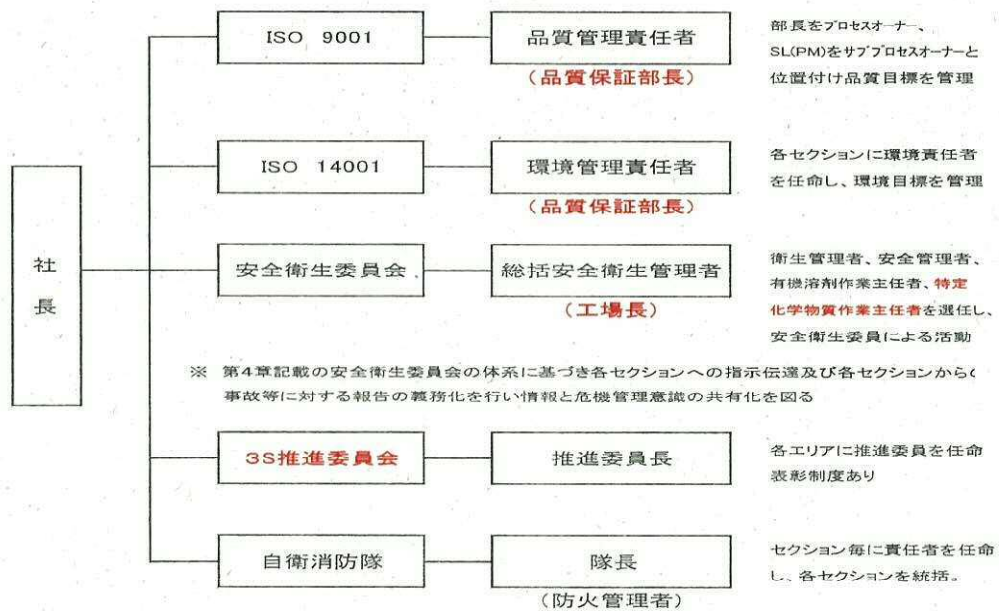 ISO 9001
品質管理責任者
(品質保証部長)
部長をプロセスオーナー、
SL(PM)をサブプロセスオーナーと
位置付け品質目標を管理
ISO 14001
環境管理責任者
(品質保証部長)
各セクションに環境責任者
を任命し、環境目標を管理
社長
安全衛生委員会
総括安全衛生管理者
(工場長)
衛生管理者、安全管理者、
有機溶剤作業主任者、特定
化学物質作業主任者を選任し、
安全衛生委員による活動
※ 第4章記載の安全衛生委員会の体系に基づき各セクションへの指示伝達及び各セクションから
事故等に対する報告の義務化を行い情報と危機管理意識の共有化を図る
3S推進委員会
推進委員長
各エリアに推進委員を任命
表彰制度あり
自衛消防隊
隊長
(防火管理者)
セクション毎に責任者を任命
し、各セクションを統括。